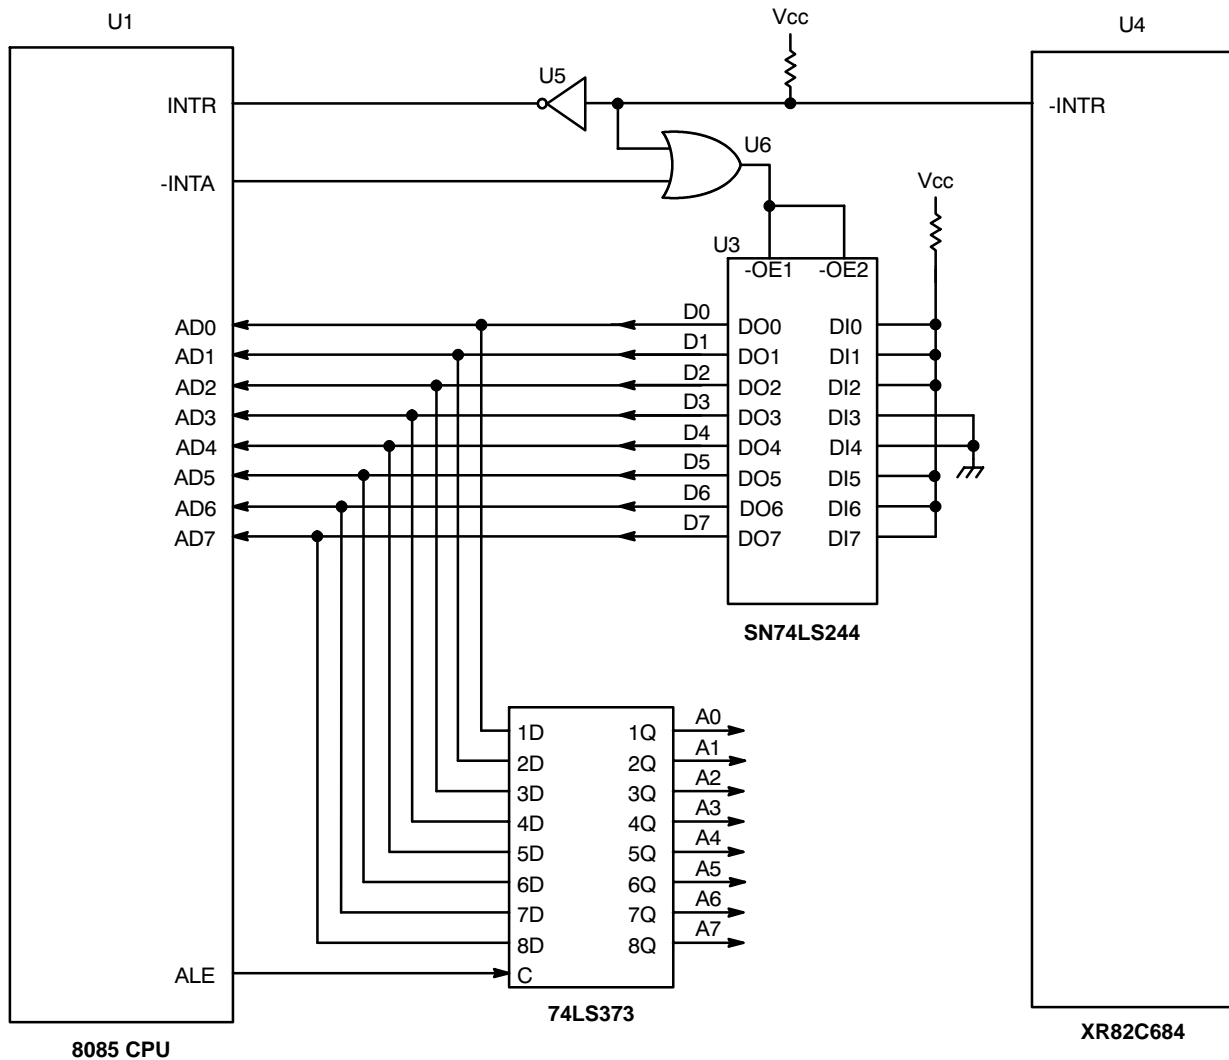 U1
Vcc
U4
U5
INTR
-INTR
U6
-INTA
Vcc
U3
-OE1 -OE2
AD0 D0 DO0 DI0
AD1 D1 DO1 DI1
AD2 D2 DO2 DI2
AD3 D3 DO3 DI3
AD4 D4 DO4 DI4
AD5 D5 DO5 DI5
AD6 D6 DO6 DI6
AD7 D7 DO7 DI7
SN74LS244
1D 1Q A0
2D 2Q A1
3D 3Q A2
4D 4Q A3
5D 5Q A4
6D 6Q A5
7D 7Q A6
8D 8Q A7
ALE C
74LS373
XR82C684
8085 CPU